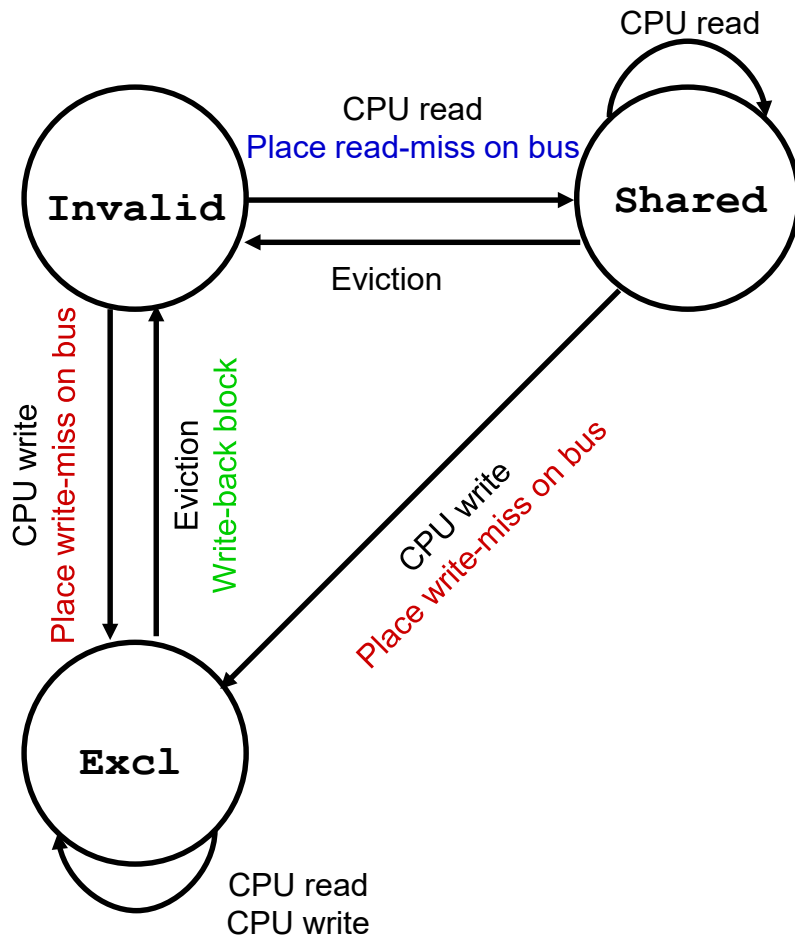 CPU read
CPU read
Place read-miss on bus
Invalid
Shared
Eviction
CPU write
Place write-miss on bus
Eviction
Write-back block
CPU write
Place write-miss on bus
Excl
CPU read
CPU write